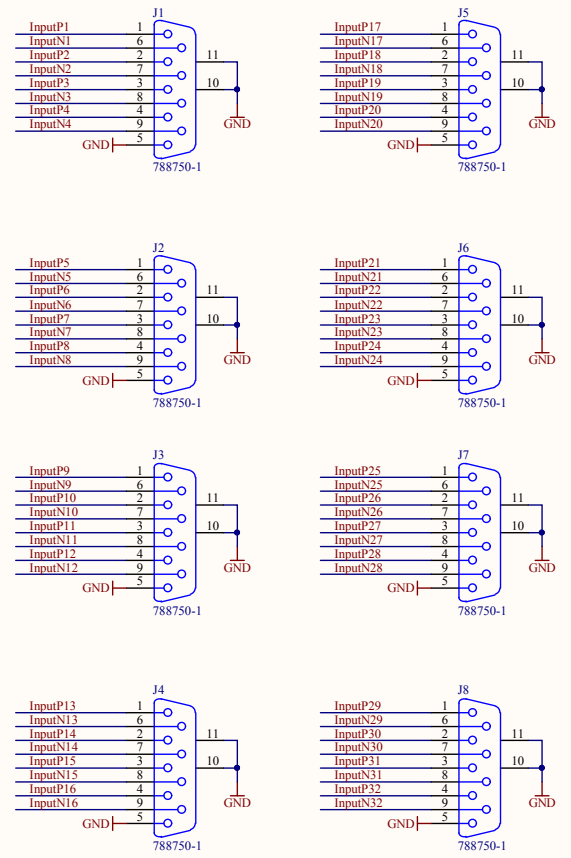 J1
InputP1 1
InputN1 6
InputP2 2 11
InputN2 7
InputP3 3 10
InputN3 8
InputP4 4
InputN4 9 GND
GND 5
788750-1
J5
InputP17 1
InputN17 6
InputP18 2 11
InputN18 7
InputP19 3 10
InputN19 8
InputP20 4
InputN20 9 GND
GND 5
788750-1
J2
InputP5 1
InputN5 6
InputP6 2 11
InputN6 7
InputP7 3 10
InputN7 8
InputP8 4
InputN8 9 GND
GND 5
788750-1
J6
InputP21 1
InputN21 6
InputP22 2 11
InputN22 7
InputP23 3 10
InputN23 8
InputP24 4
InputN24 9 GND
GND 5
788750-1
J3
InputP9 1
InputN9 6
InputP10 2 11
InputN10 7
InputP11 3 10
InputN11 8
InputP12 4
InputN12 9 GND
GND 5
788750-1
J7
InputP25 1
InputN25 6
InputP26 2 11
InputN26 7
InputP27 3 10
InputN27 8
InputP28 4
InputN28 9 GND
GND 5
788750-1
J4
InputP13 1
InputN13 6
InputP14 2 11
InputN14 7
InputP15 3 10
InputN15 8
InputP16 4
InputN16 9 GND
GND 5
788750-1
J8
InputP29 1
InputN29 6
InputP30 2 11
InputN30 7
InputP31 3 10
InputN31 8
InputP32 4
InputN32 9 GND
GND 5
788750-1